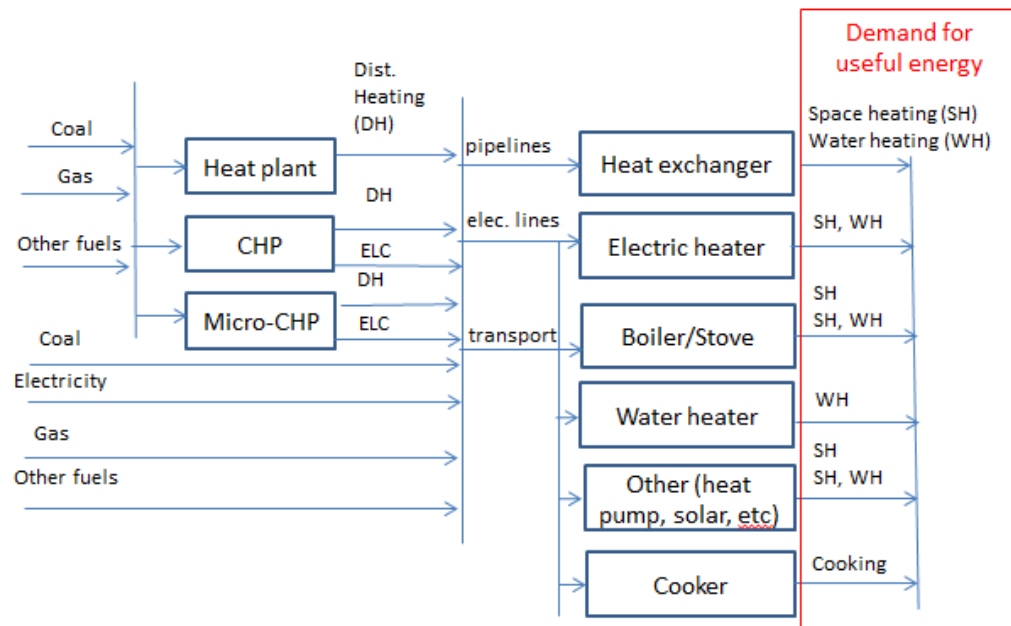 Demand for
useful energy
Dist.
Heating
(DH)
Space heating (SH)
Water heating (WH)
Coal
Gas
Other fuels
Heat plant
pipelines
Heat exchanger
DH
CHP
ELC
elec. lines
Electric heater
SH, WH
DH
Micro-CHP
ELC
transport
Boiler/Stove
SH
SH, WH
Coal
Electricity
Gas
Other fuels
Water heater
WH
Other (heat
pump, solar, etc)
SH
SH, WH
Cooker
Cooking